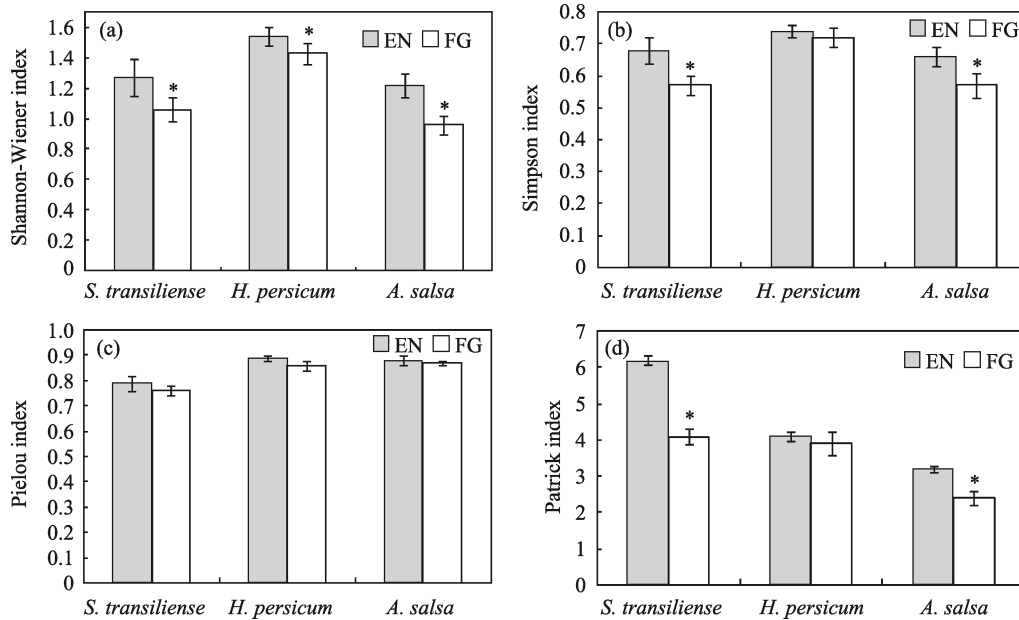 (a)
EN FG
Shannon-Wiener index
1.6
1.4
1.2
1.0
0.8
0.6
0.4
0.2
0
*
*
*
S. transiliense H. persicum A. salsa
(b)
EN FG
Simpson index
0.8
0.7
0.6
0.5
0.4
0.3
0.2
0.1
0
*
*
S. transiliense H. persicum A. salsa
(c)
EN FG
Pielou index
1.0
0.9
0.8
0.7
0.6
0.5
0.4
0.3
0.2
0.1
0
S. transiliense H. persicum A. salsa
(d)
EN FG
Patrick index
7
6
5
4
3
2
1
0
*
*
S. transiliense H. persicum A. salsa